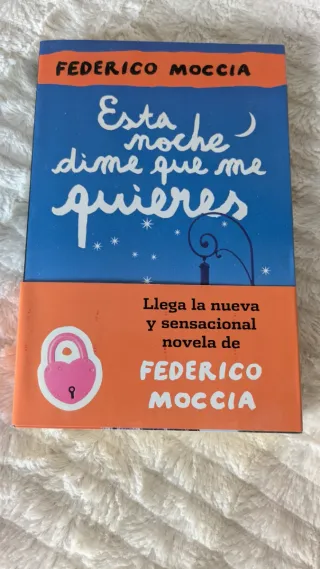 FEDERICO MOCCIA
Esta
noche
dime que me
quieres
Llega la nueva
y sensacional
novela de
FEDERICO
MOCCIA